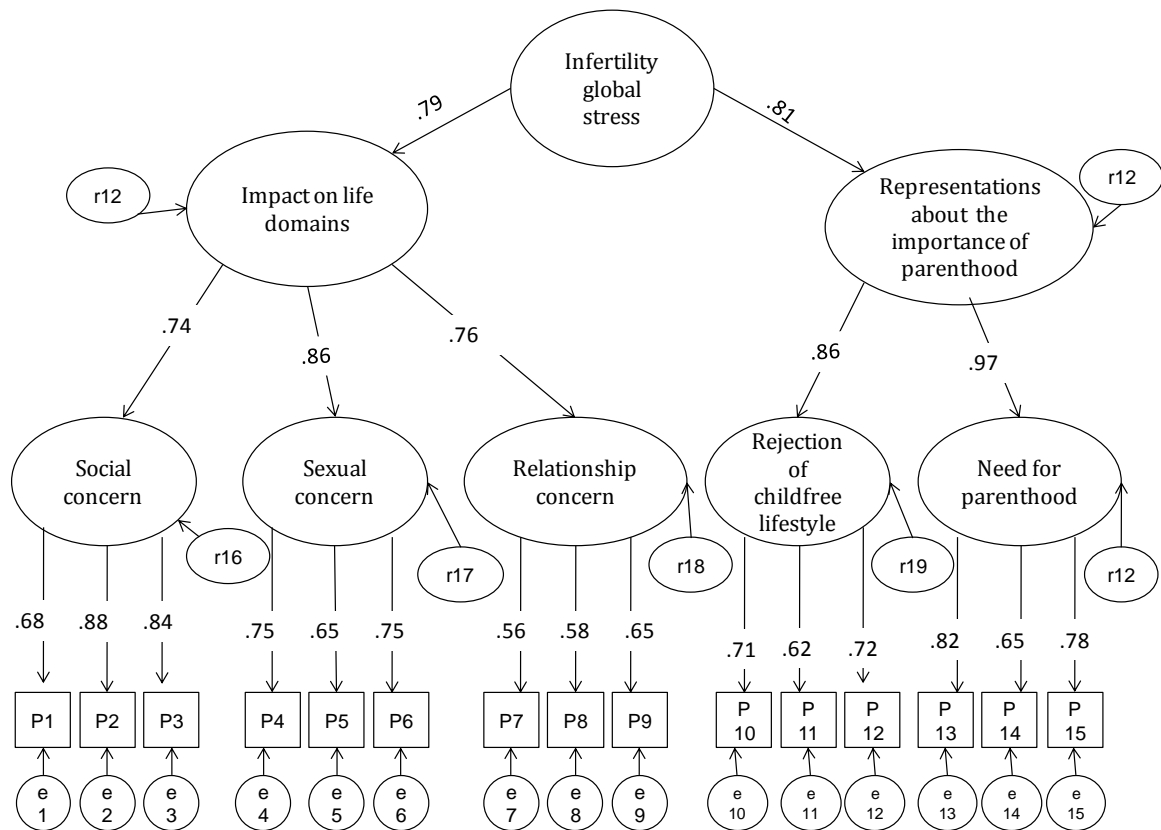 Infertility
global
stress
.79
.81
r12
Impact on life
domains
Representations
about the
importance of
parenthood
r12
.74
.86
.76
.86
.97
Social
concern
Sexual
concern
Relationship
concern
Rejection
of
childfree
lifestyle
Need for
parenthood
r16
r17
r18
r19
r12
.68
.88
.84
.75
.65
.75
.56
.58
.65
.71
.62
.72
.82
.65
.78
P1
P2
P3
P4
P5
P6
P7
P8
P9
P
10
P
11
P
12
P
13
P
14
P
15
e
1
e
2
e
3
e
4
e
5
e
6
e
7
e
8
e
9
e
10
e
11
e
12
e
13
e
14
e
15